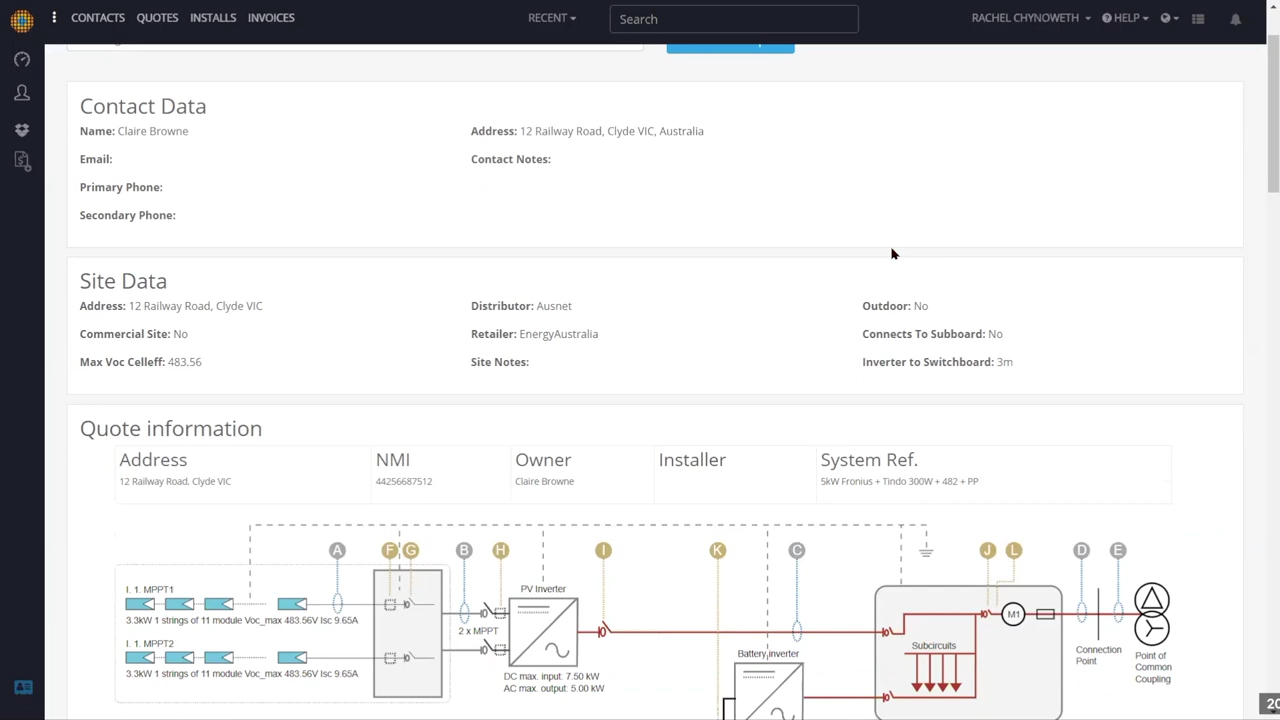 CONTACTS QUOTES INSTALLS INVOICES RECENT Search RACHEL CHYNOWETH HELP
Contact Data
Name: Claire Browne
Address: 12 Railway Road, Clyde VIC, Australia
Email:
Contact Notes:
Primary Phone:
Secondary Phone:
Site Data
Address: 12 Railway Road, Clyde VIC
Distributor: Ausnet
Outdoor: No
Commercial Site: No
Retailer: EnergyAustralia
Connects To Subboard: No
Max Voc Celleff: 483.56
Site Notes:
Inverter to Switchboard: 3m
Quote information
Address NMI Owner Installer System Ref.
12 Railway Road, Clyde VIC 44256687512 Claire Browne 5kW Fronius + Tindo 300W + 482 + PP
A F G B H I K C J L D E
I. 1. MPPT1
3.3kW 1 strings of 11 module Voc_max 483.56V Isc 9.65A
I. 1. MPPT2
3.3kW 1 strings of 11 module Voc_max 483.56V Isc 9.65A
2 x MPPT
PV Inverter
DC max. input: 7.50 kW
AC max. output: 5.00 kW
Battery inverter
M1
Subcircuits
Connection
Point
Point of
Common
Coupling
20